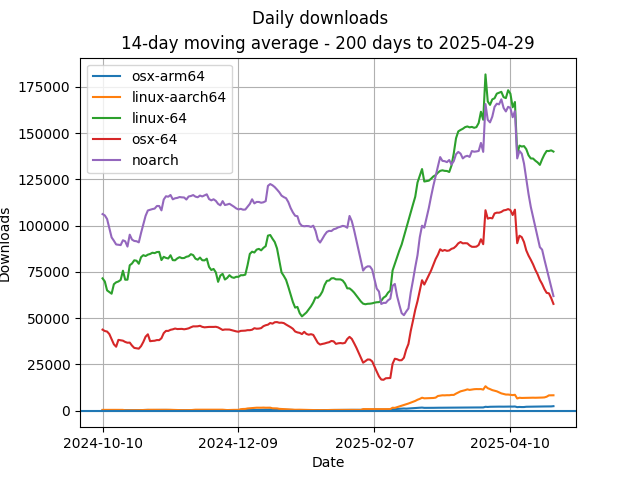 Daily downloads
14-day moving average - 200 days to 2025-04-29
osx-arm64
linux-aarch64
linux-64
osx-64
noarch
175000
150000
125000
100000
75000
50000
25000
0
Downloads
2024-10-10
2024-12-09
2025-02-07
2025-04-10
Date